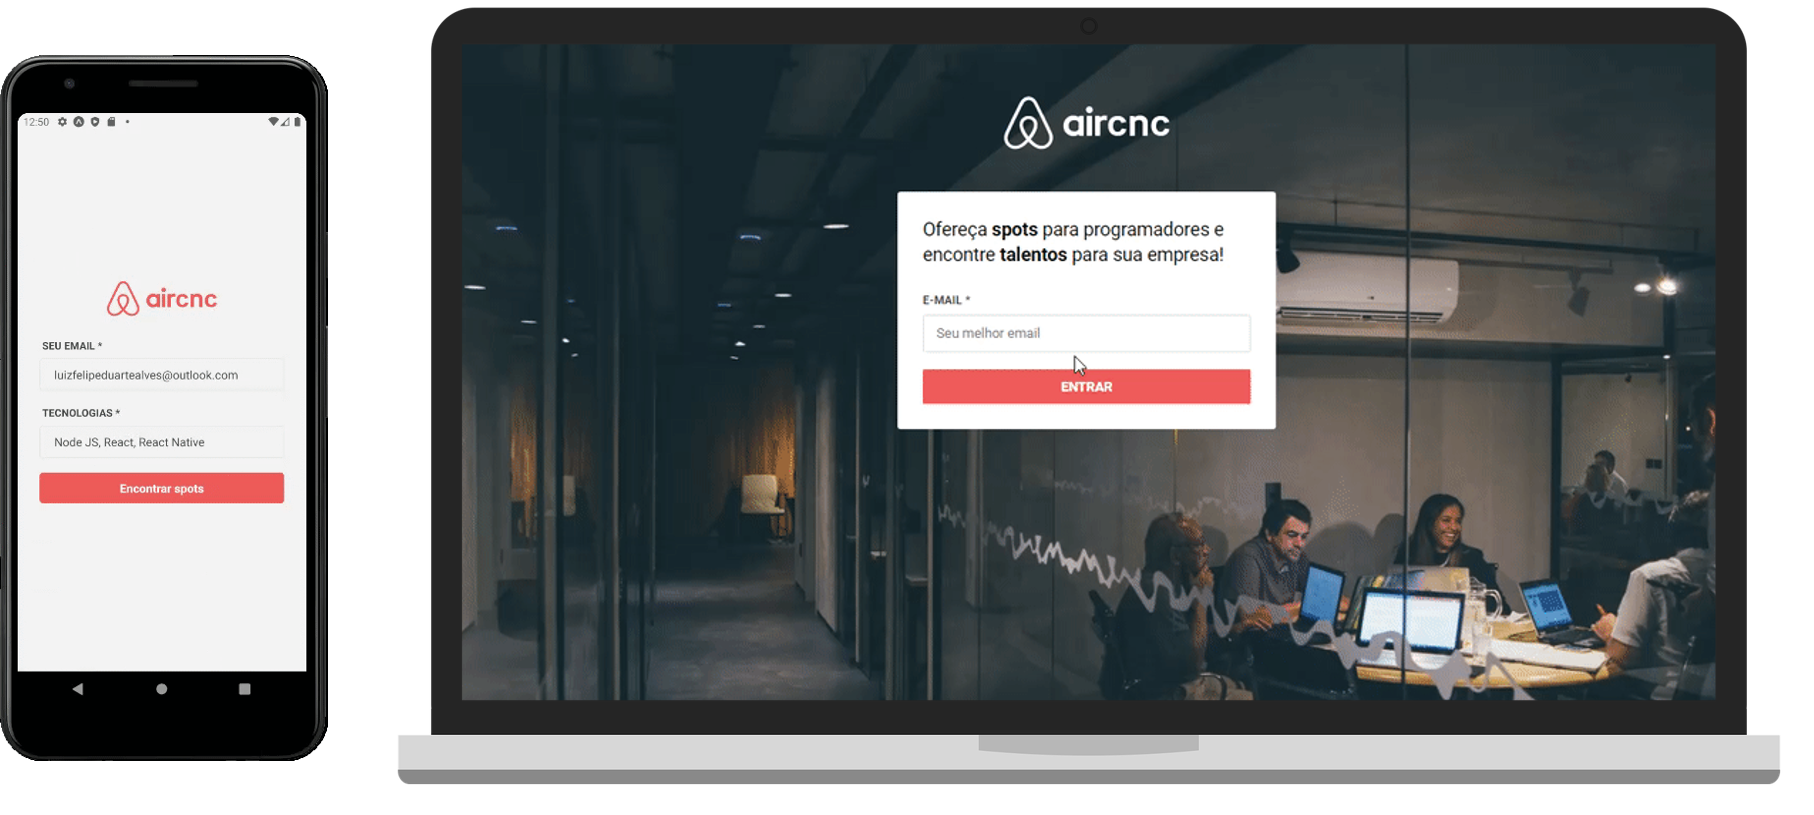 12:50
aircnc
SEU EMAIL *
luizfelipeduartealves@outlook.com
TECNOLOGIAS *
Node JS, React, React Native
Encontrar spots
aircnc
Ofereça spots para programadores e
encontre talentos para sua empresa!
E-MAIL *
Seu melhor email
ENTRAR